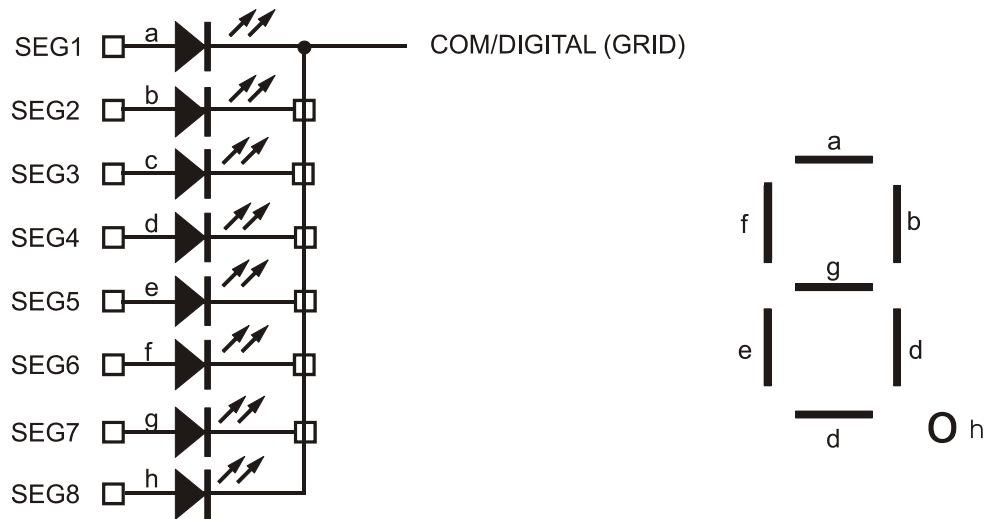 SEG1 a COM/DIGITAL (GRID)
SEG2 b
SEG3 c
SEG4 d
SEG5 e
SEG6 f
SEG7 g
SEG8 h
a
f b
g
e d
d h